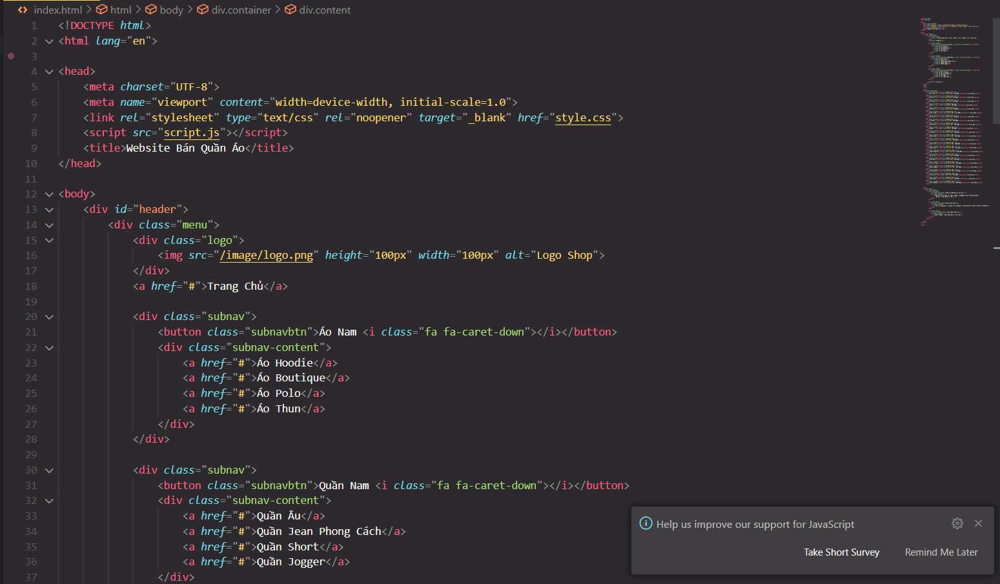 index.html > html > body > div.container > div.content
1 <!DOCTYPE html>
2 <html lang="en">
3
4 <head>
5 <meta charset="UTF-8">
6 <meta name="viewport" content="width=device-width, initial-scale=1.0">
7 <link rel="stylesheet" type="text/css" rel="noopener" target="_blank" href="style.css">
8 <script src="script.js"></script>
9 <title>Website Bán Quần Áo</title>
10 </head>
11
12 <body>
13 <div id="header">
14 <div class="menu">
15 <div class="logo">
16 <img src="/image/logo.png" height="100px" width="100px" alt="Logo Shop">
17 </div>
18 <a href="#">Trang Chủ</a>
19
20 <div class="subnav">
21 <button class="subnavbtn">Áo Nam <i class="fa fa-caret-down"></i></button>
22 <div class="subnav-content">
23 <a href="#">Áo Hoodie</a>
24 <a href="#">Áo Boutique</a>
25 <a href="#">Áo Polo</a>
26 <a href="#">Áo Thun</a>
27 </div>
28 </div>
29
30 <div class="subnav">
31 <button class="subnavbtn">Quần Nam <i class="fa fa-caret-down"></i></button>
32 <div class="subnav-content">
33 <a href="#">Quần Âu</a>
34 <a href="#">Quần Jean Phong Cách</a>
35 <a href="#">Quần Short</a>
36 <a href="#">Quần Jogger</a>
37 </div>
Help us improve our support for JavaScript
Take Short Survey Remind Me Later